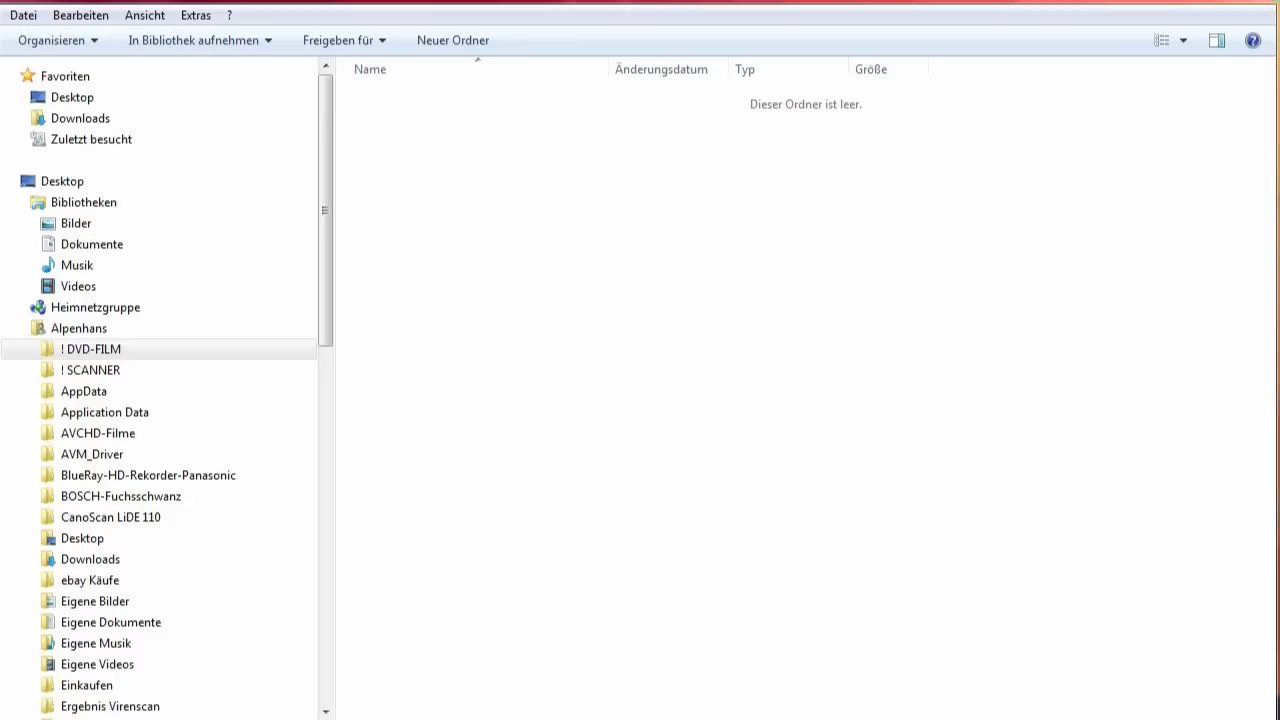 Datei Bearbeiten Ansicht Extras ?
Organisieren In Bibliothek aufnehmen Freigeben für Neuer Ordner
Favoriten
Desktop
Downloads
Zuletzt besucht
Desktop
Bibliotheken
Bilder
Dokumente
Musik
Videos
Heimnetzgruppe
Alpenhans
! DVD-FILM
! SCANNER
AppData
Application Data
AVCHD-Filme
AVM_Driver
BlueRay-HD-Rekorder-Panasonic
BOSCH-Fuchsschwanz
CanoScan LiDE 110
Desktop
Downloads
ebay Käufe
Eigene Bilder
Eigene Dokumente
Eigene Musik
Eigene Videos
Einkaufen
Ergebnis Virenscan
Name Änderungsdatum Typ Größe
Dieser Ordner ist leer.